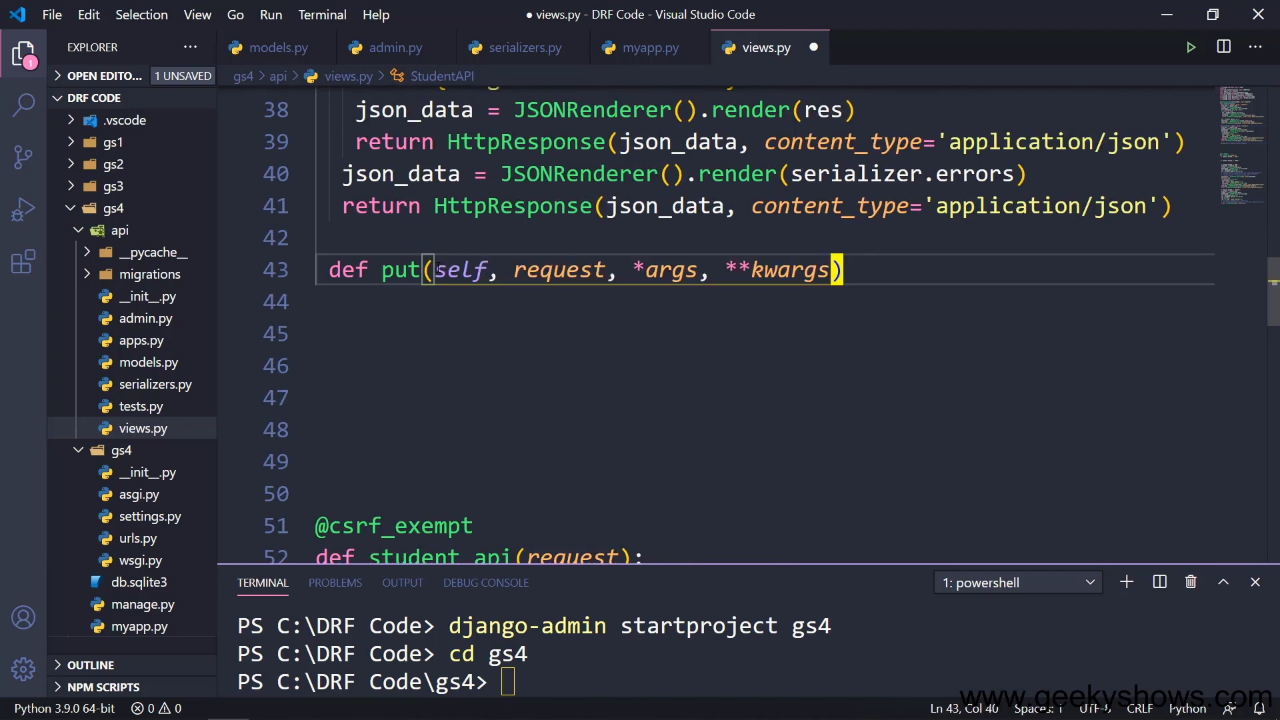 File Edit Selection View Go Run Terminal Help
● views.py - DRF Code - Visual Studio Code
EXPLORER
models.py admin.py serializers.py myapp.py views.py
OPEN EDITO... 1 UNSAVED
gs4 > api > views.py > StudentAPI
DRF CODE
.vscode
gs1
gs2
gs3
gs4
api
__pycache__
migrations
__init__.py
admin.py
apps.py
models.py
serializers.py
tests.py
views.py
gs4
__init__.py
asgi.py
settings.py
urls.py
wsgi.py
db.sqlite3
manage.py
myapp.py
OUTLINE
NPM SCRIPTS
38 json_data = JSONRenderer().render(res)
39 return HttpResponse(json_data, content_type='application/json')
40 json_data = JSONRenderer().render(serializer.errors)
41 return HttpResponse(json_data, content_type='application/json')
42
43 def put(self, request, *args, **kwargs)
44
45
46
47
48
49
50
51 @csrf_exempt
52 def student_api(request):
TERMINAL PROBLEMS OUTPUT DEBUG CONSOLE 1: powershell
PS C:\DRF Code> django-admin startproject gs4
PS C:\DRF Code> cd gs4
PS C:\DRF Code\gs4>
www.geekyshows.com
Python 3.9.0 64-bit 0 0 Ln 43, Col 40 Spaces: 1 UTF-8 CRLF Python